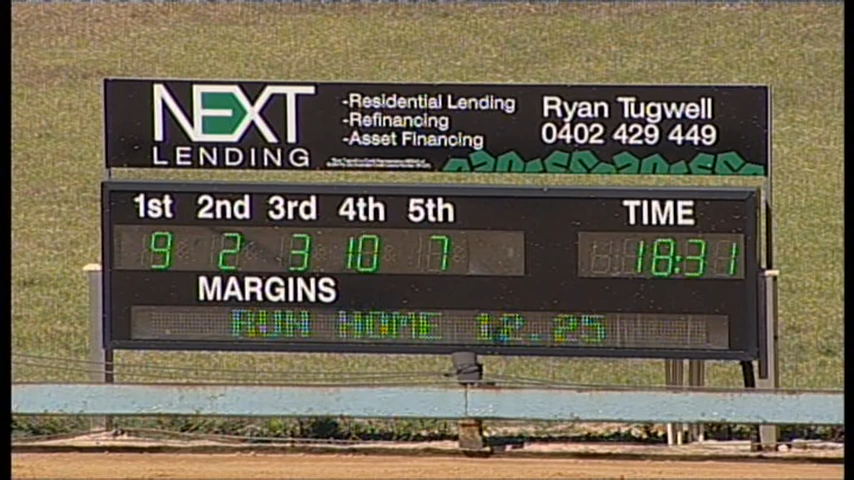 NEXT
LENDING
-Residential Lending
-Refinancing
-Asset Financing
Ryan Tugwell
0402 429 449
1st 2nd 3rd 4th 5th TIME
9 2 3 10 7 18:31
MARGINS
RUN HOME 12.25